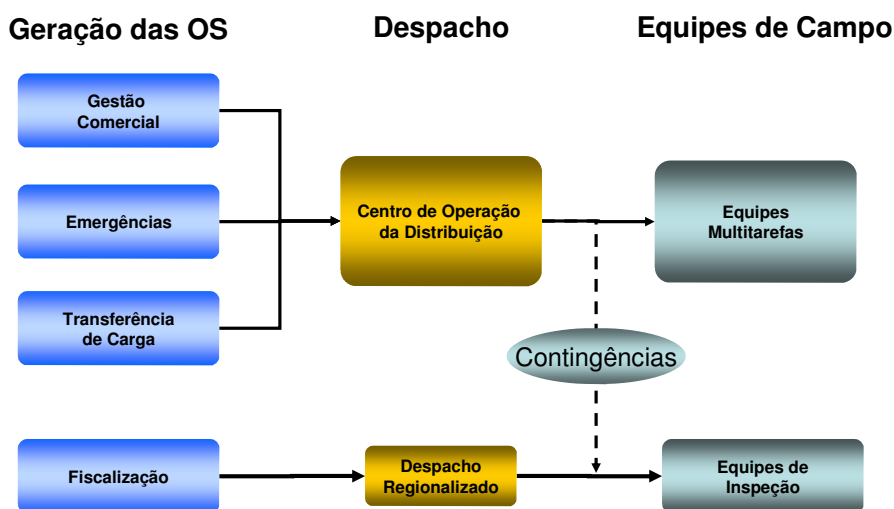 Geração das OS
Despacho
Equipes de Campo
Gestão
Comercial
Emergências
Centro de Operação
da Distribuição
Equipes
Multitarefas
Transferência
de Carga
Contingências
Fiscalização
Despacho
Regionalizado
Equipes de
Inspeção